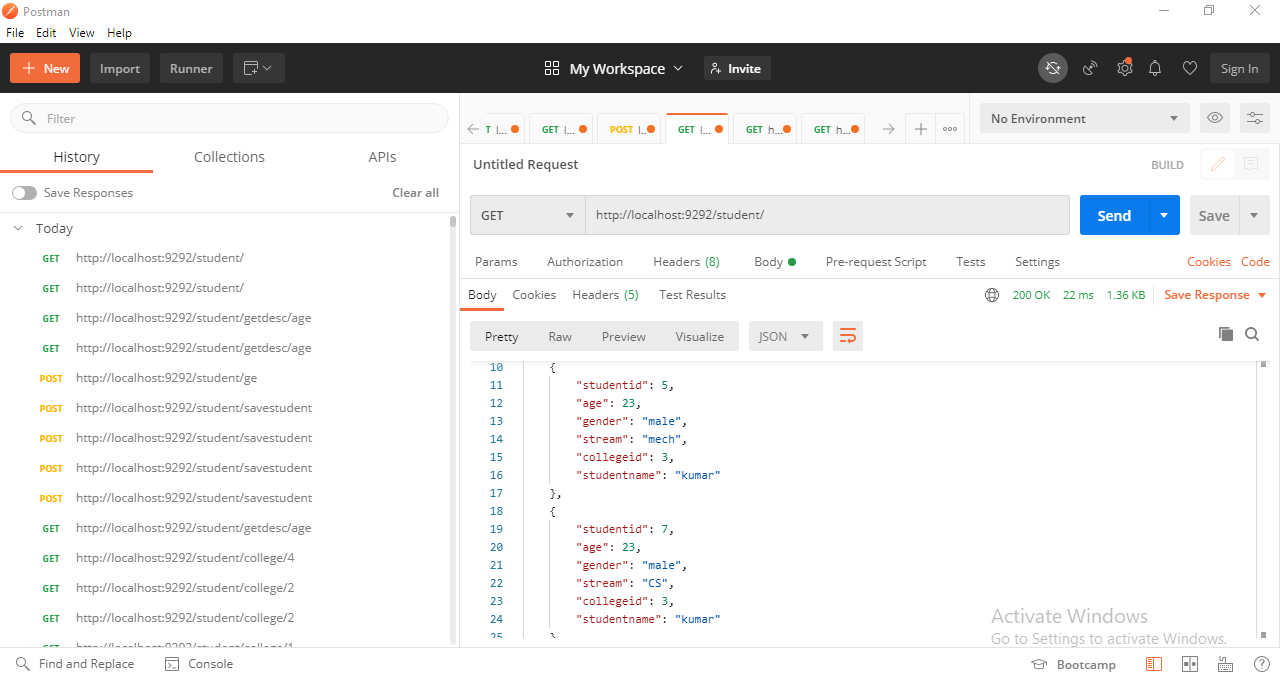 Postman
File Edit View Help
New Import Runner My Workspace Invite Sign In
Filter
History Collections APIs
Save Responses Clear all
Today
GET http://localhost:9292/student/
GET http://localhost:9292/student/
GET http://localhost:9292/student/getdesc/age
GET http://localhost:9292/student/getdesc/age
POST http://localhost:9292/student/ge
POST http://localhost:9292/student/savestudent
POST http://localhost:9292/student/savestudent
POST http://localhost:9292/student/savestudent
POST http://localhost:9292/student/savestudent
GET http://localhost:9292/student/getdesc/age
GET http://localhost:9292/student/college/4
GET http://localhost:9292/student/college/2
GET http://localhost:9292/student/college/2
T l... GET l... POST l... GET l... GET h... GET h...
No Environment
Untitled Request BUILD
GET http://localhost:9292/student/ Send Save
Params Authorization Headers (8) Body Pre-request Script Tests Settings Cookies Code
Body Cookies Headers (5) Test Results 200 OK 22 ms 1.36 KB Save Response
Pretty Raw Preview Visualize JSON
10 {
11 "studentid": 5,
12 "age": 23,
13 "gender": "male",
14 "stream": "mech",
15 "collegeid": 3,
16 "studentname": "kumar"
17 },
18 {
19 "studentid": 7,
20 "age": 23,
21 "gender": "male",
22 "stream": "CS",
23 "collegeid": 3,
24 "studentname": "kumar"
25
Activate Windows
Go to Settings to activate Windows.
Find and Replace Console Bootcamp